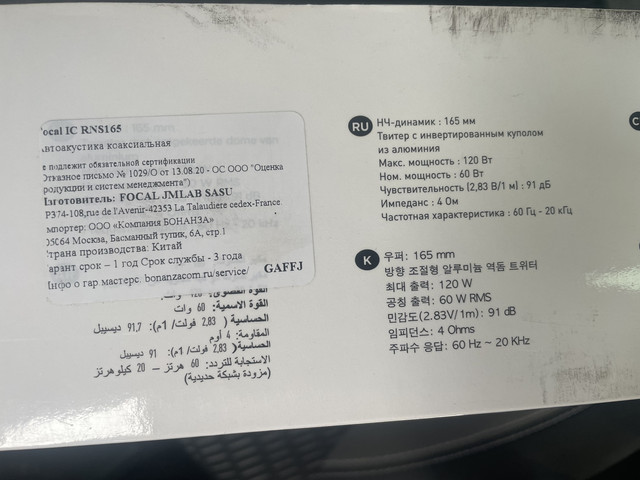 Focal IC RNS165
Автоакустика коаксиальная
Не подлежит обязательной сертификации
Отказное письмо № 1029/О от 13.08.20 - ОС ООО "Оценка
продукции и систем менеджмента")
Изготовитель: FOCAL JMLAB SASU
BP374-108,rue de l'Avenir-42353 La Talaudiere cedex-France
Импортер: ООО «Компания БОНАНЗА»
105064 Москва, Басманный тупик, 6А, стр.1
Страна производства: Китай
Гарант срок – 1 год Срок службы - 3 года
Инфо о гар мастерс. bonanzacom.ru/service/ GAFFJ
القوة الاسمية: 60 وات
الحساسية( 2,83 فولت/ 1م): 91,7 ديسيبل
المقاومة: 4 أوم
الحساسية( 2,83 فولت/ 1م): 91 ديسيبل
الاستجابة للتردد: 60 هرتز – 20 كيلوهرتز
(مزودة بشبكة حديدية)
RU
НЧ-динамик : 165 мм
Твитер с инвертированным куполом
из алюминия
Макс. мощность : 120 Вт
Ном. мощность : 60 Вт
Чувствительность (2,83 В/1 м) : 91 дБ
Импеданс : 4 Ом
Частотная характеристика : 60 Гц - 20 кГц
K
우퍼: 165 mm
방향 조절형 알루미늄 역돔 트위터
최대 출력 : 120 W
공칭 출력 : 60 W RMS
민감도(2.83V/1m) : 91 dB
임피던스 : 4 Ohms
주파수 응답: 60 Hz ~ 20 KHz